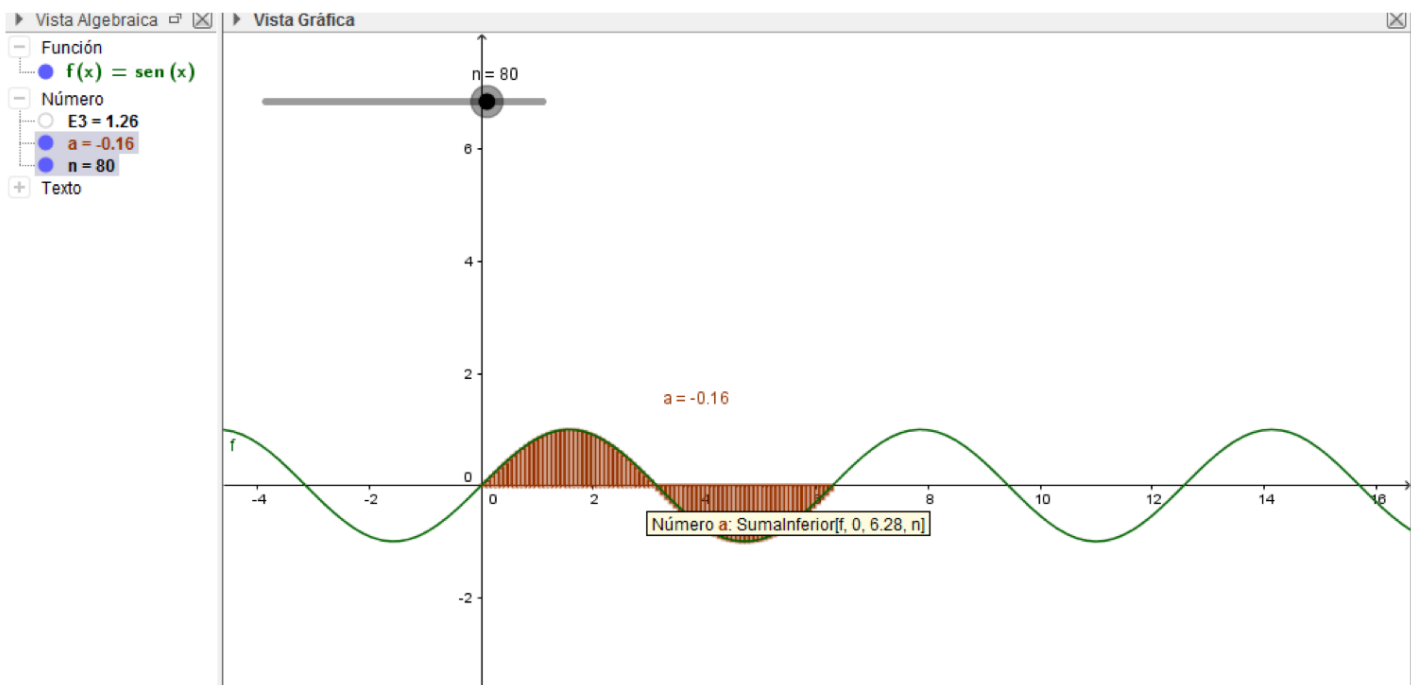 Vista Algebraica
Función
f(x) = sen (x)
Número
E3 = 1.26
a = -0.16
n = 80
Texto
Vista Gráfica
n = 80
6
4
2
a = -0.16
f
0
-4 -2 0 2 4 6 8 10 12 14 16
Número a: SumaInferior[f, 0, 6.28, n]
-2